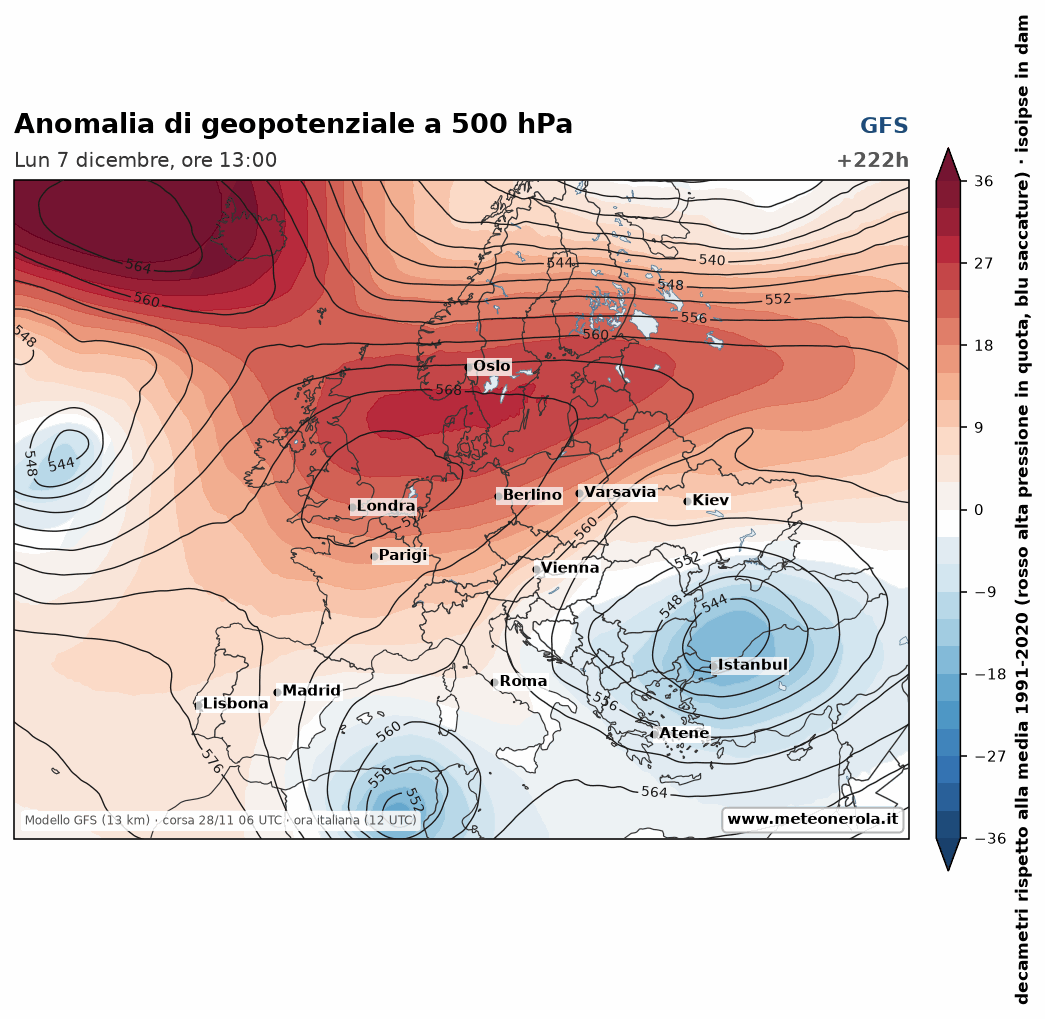 Anomalia di geopotenziale a 500 hPa
GFS
Lun 7 dicembre, ore 13:00
+222h
564
560
548
548
544
540
544
548
552
556
560
568
Oslo
Londra
Berlino
Varsavia
Kiev
Parigi
Vienna
560
552
548
544
Istanbul
Roma
Madrid
Lisbona
556
Atene
576
560
556
552
564
Modello GFS (13 km) · corsa 28/11 06 UTC · ora italiana (12 UTC)
www.meteonerola.it
36
27
18
9
0
−9
−18
−27
−36
decametri rispetto alla media 1991-2020 (rosso alta pressione in quota, blu saccature) · isoipse in dam